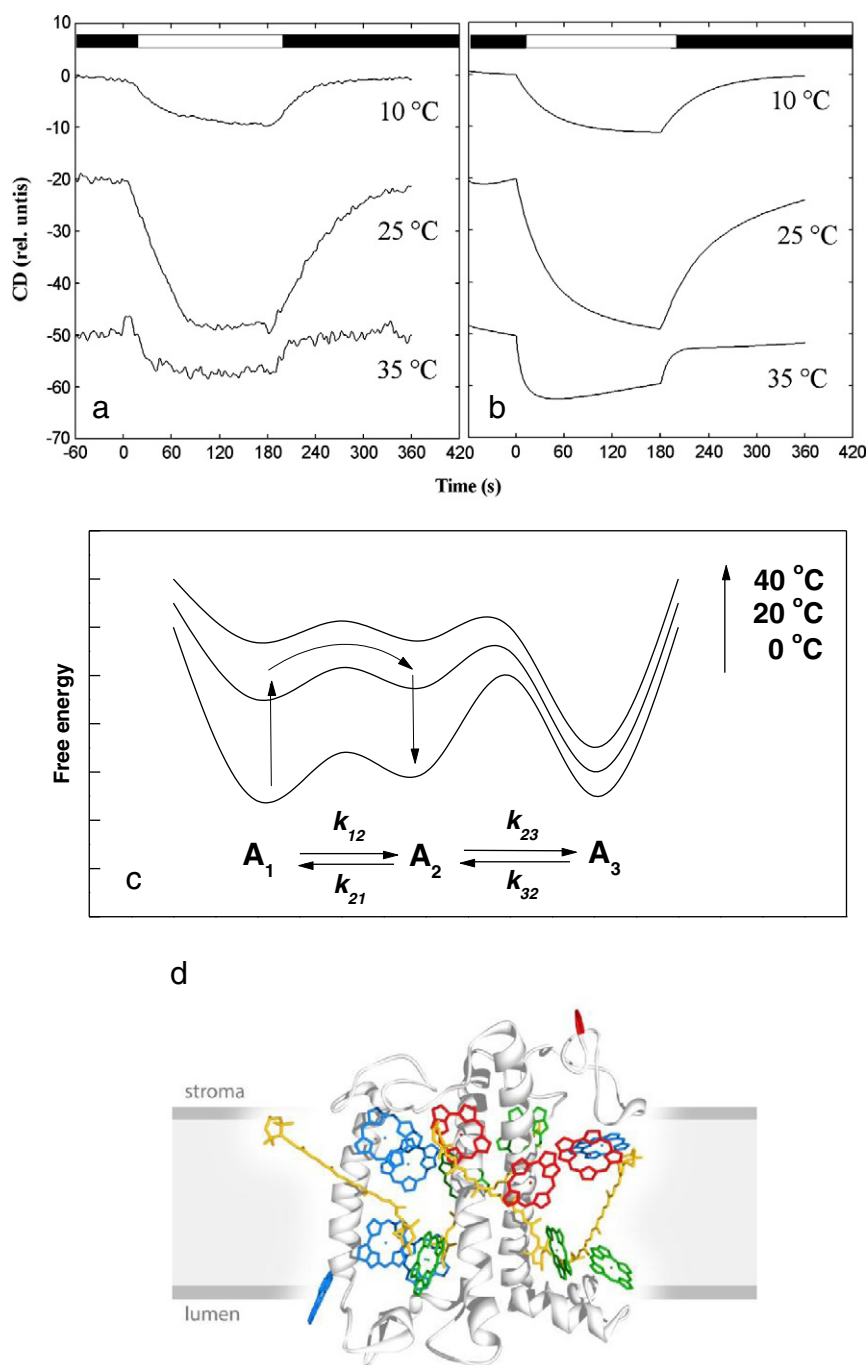 10
0
-10
-20
-30
-40
-50
-60
-70
CD (rel. untis)
10 °C
25 °C
35 °C
a
-60 0 60 120 180 240 300 360 420
10 °C
25 °C
35 °C
b
0 60 120 180 240 300 360 420
Time (s)
Free energy
40 °C
20 °C
0 °C
k12
k23
A1 A2 A3
k21
k32
c
d
stroma
lumen